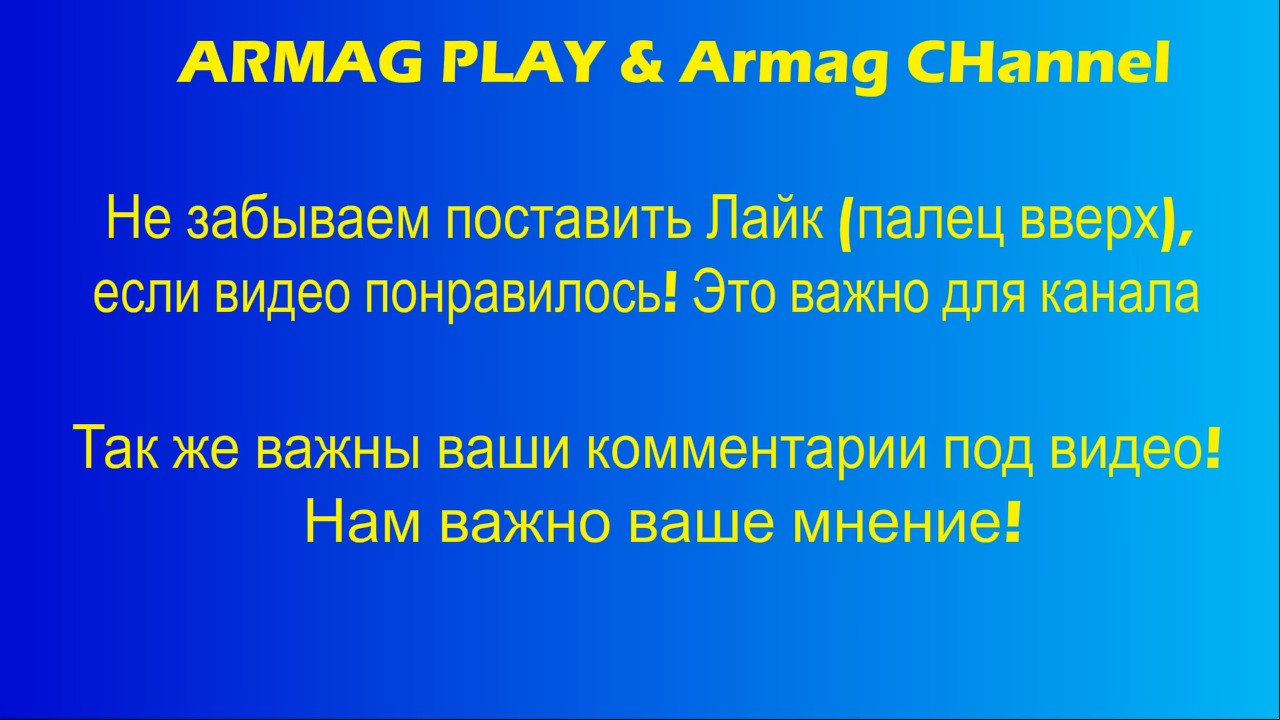 ARMAG PLAY & Armag CHannel
Не забываем поставить Лайк (палец вверх),
если видео понравилось! Это важно для канала
Так же важны ваши комментарии под видео!
Нам важно ваше мнение!